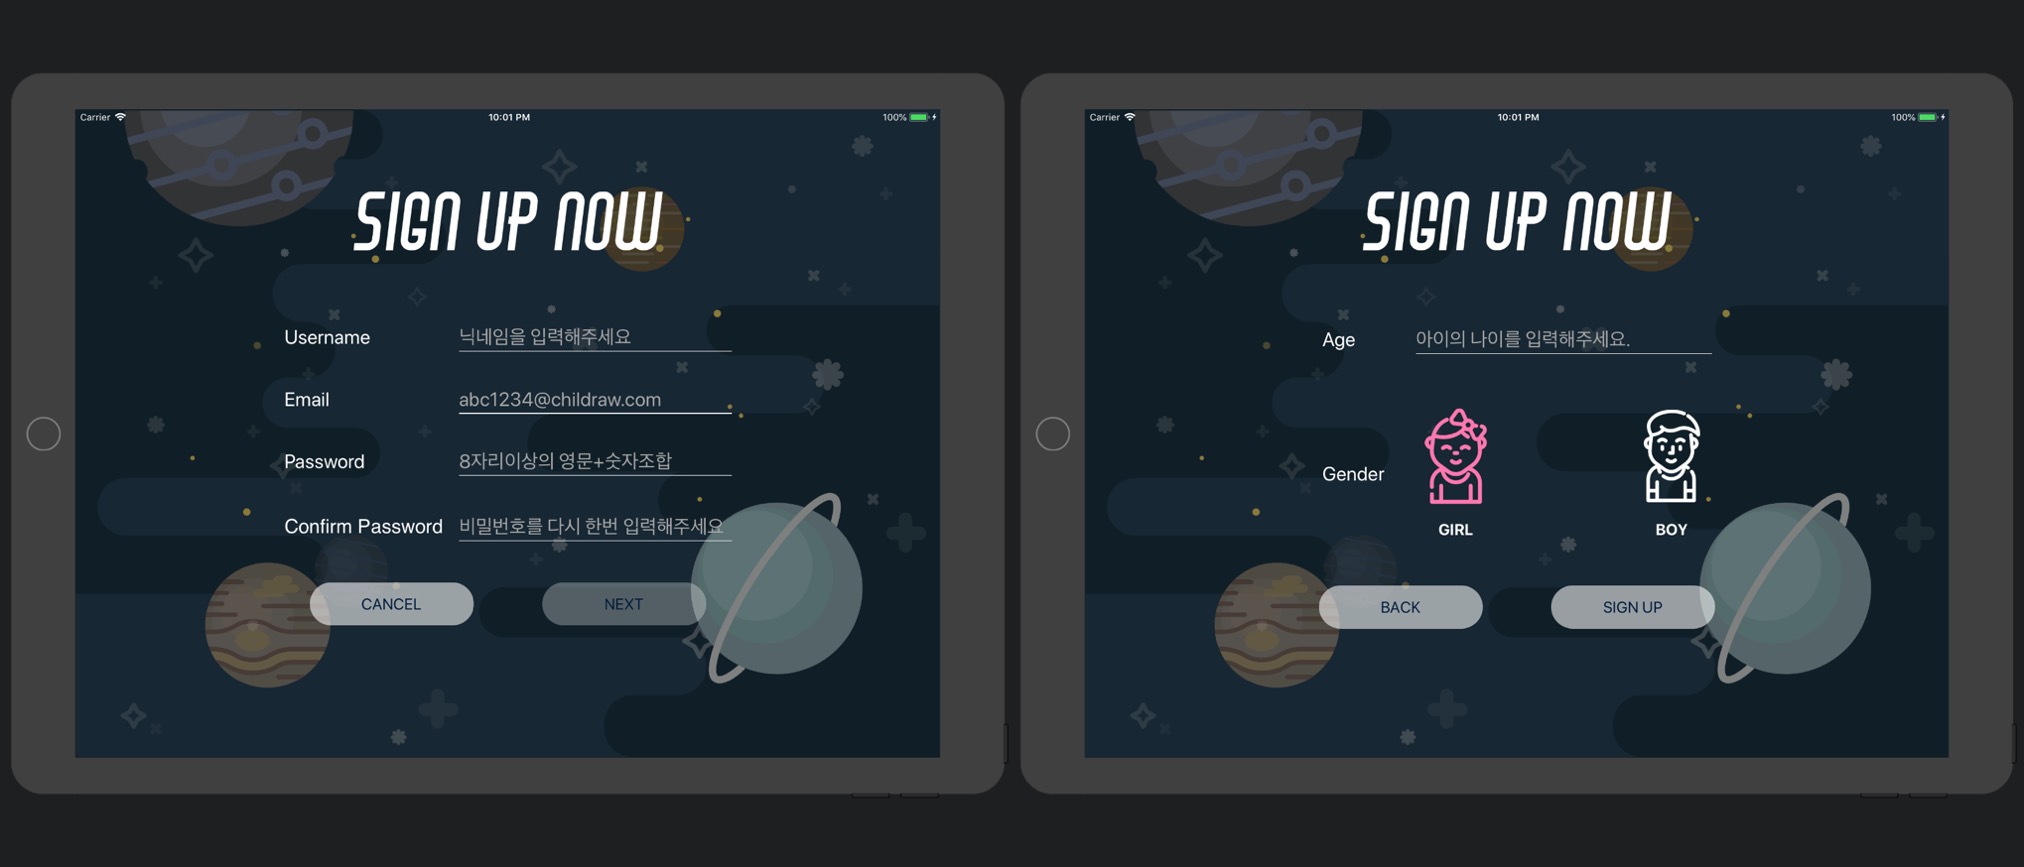 Carrier 10:01 PM 100%
SIGN UP NOW
Username 닉네임을 입력해주세요
Email abc1234@childraw.com
Password 8자리이상의 영문+숫자조합
Confirm Password 비밀번호를 다시 한번 입력해주세요
CANCEL NEXT
Carrier 10:01 PM 100%
SIGN UP NOW
Age 아이의 나이를 입력해주세요.
Gender
GIRL BOY
BACK SIGN UP